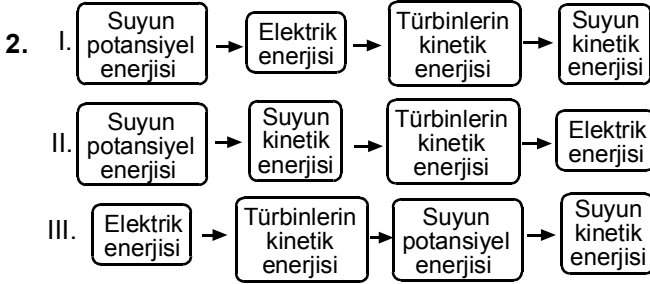 2. I. Suyun potansiyel enerjisi → Elektrik enerjisi → Türbinlerin kinetik enerjisi → Suyun kinetik enerjisi
II. Suyun potansiyel enerjisi → Suyun kinetik enerjisi → Türbinlerin kinetik enerjisi → Elektrik enerjisi
III. Elektrik enerjisi → Türbinlerin kinetik enerjisi → Suyun potansiyel enerjisi → Suyun kinetik enerjisi